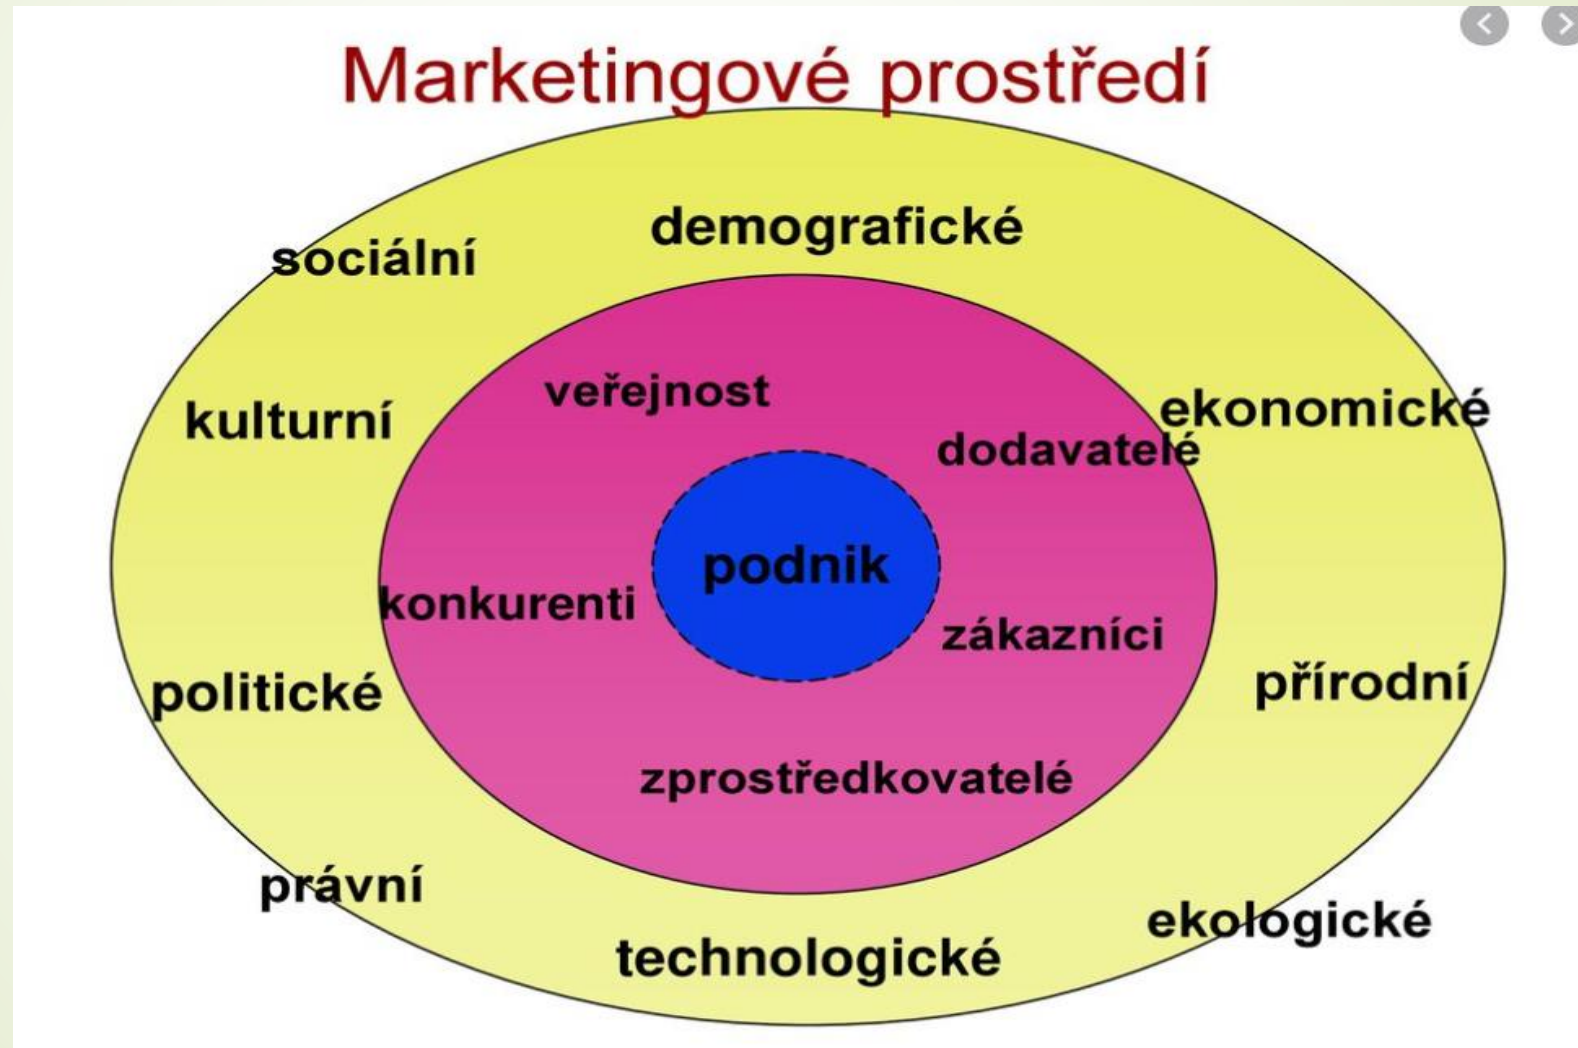 Marketingové prostředí
demografické
sociální
veřejnost
ekonomické
kulturní
dodavatelé
podnik
konkurenti
zákazníci
přírodní
politické
zprostředkovatelé
právní
ekologické
technologické